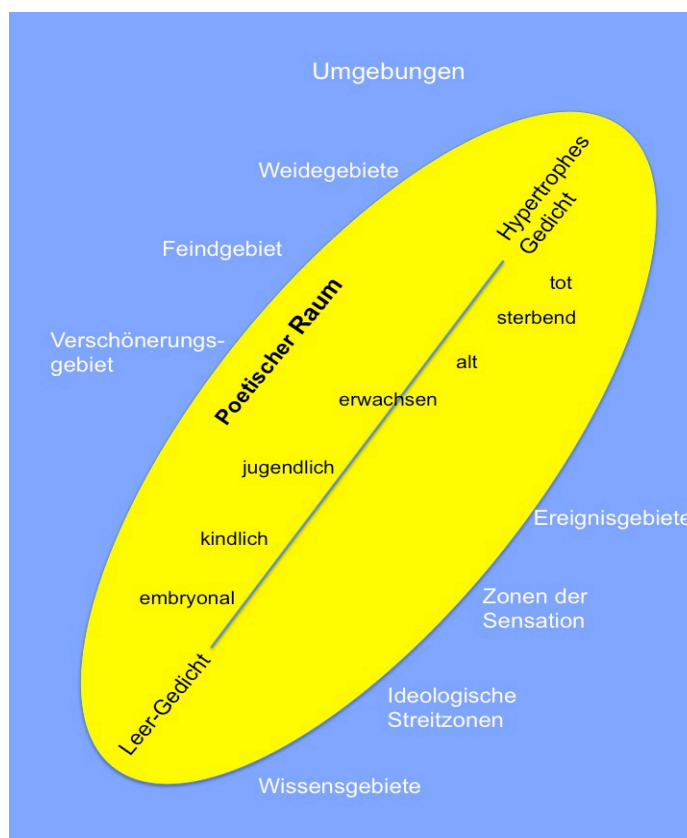 Umgebungen
Weidegebiete
Hypertrophes
Gedicht
Feindgebiet
tot
Poetischer Raum
sterbend
Verschönerungs-
gebiet
alt
erwachsen
jugendlich
Ereignisgebiete
kindlich
embryonal
Zonen der
Sensation
Leer-Gedicht
Ideologische
Streitzonen
Wissensgebiete